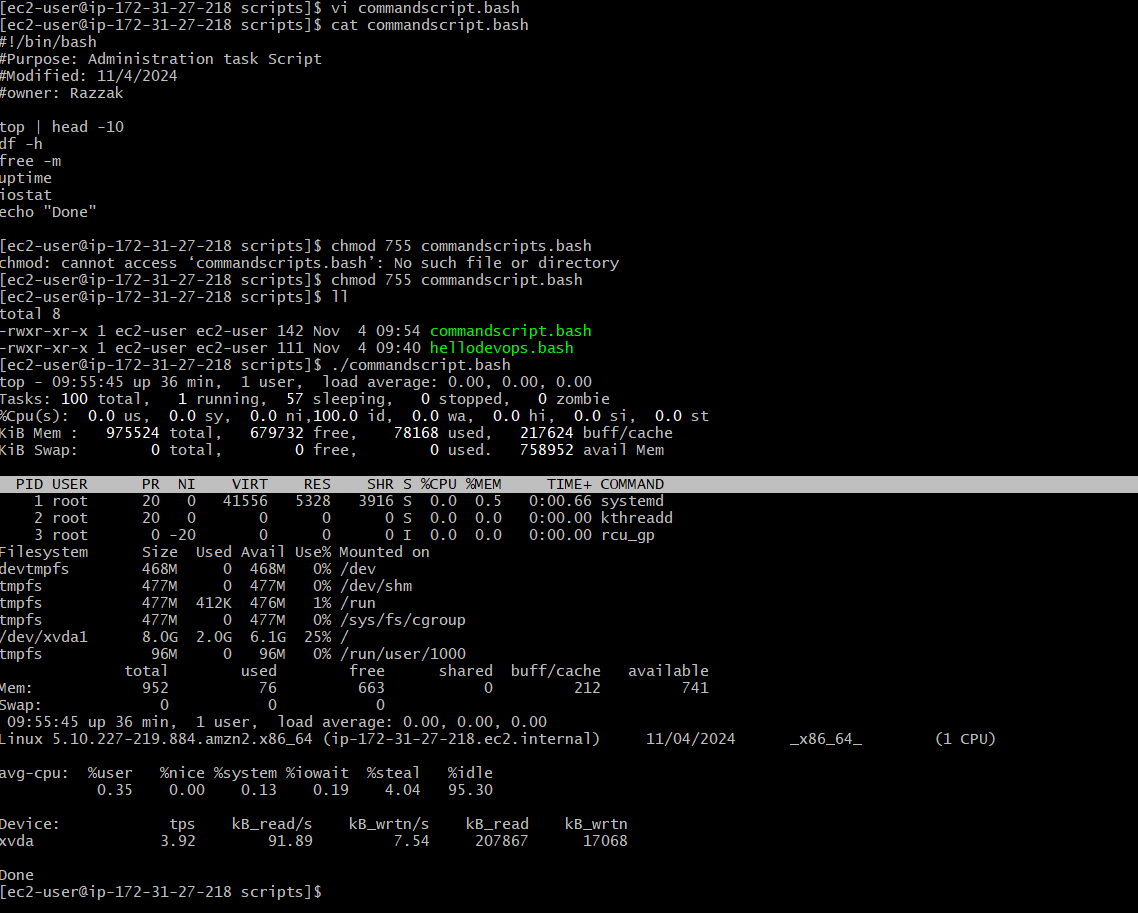 [ec2-user@ip-172-31-27-218 scripts]$ vi commandscript.bash
[ec2-user@ip-172-31-27-218 scripts]$ cat commandscript.bash
#!/bin/bash
#Purpose: Administration task Script
#Modified: 11/4/2024
#owner: Razzak
top | head -10
df -h
free -m
uptime
iostat
echo "Done"
[ec2-user@ip-172-31-27-218 scripts]$ chmod 755 commandscripts.bash
chmod: cannot access ‘commandscripts.bash’: No such file or directory
[ec2-user@ip-172-31-27-218 scripts]$ chmod 755 commandscript.bash
[ec2-user@ip-172-31-27-218 scripts]$ ll
total 8
-rwxr-xr-x 1 ec2-user ec2-user 142 Nov  4 09:54 commandscript.bash
-rwxr-xr-x 1 ec2-user ec2-user 111 Nov  4 09:40 hellodevops.bash
[ec2-user@ip-172-31-27-218 scripts]$ ./commandscript.bash
top - 09:55:45 up 36 min,  1 user,  load average: 0.00, 0.00, 0.00
Tasks: 100 total,   1 running,  57 sleeping,   0 stopped,   0 zombie
%Cpu(s):  0.0 us,  0.0 sy,  0.0 ni,100.0 id,  0.0 wa,  0.0 hi,  0.0 si,  0.0 st
KiB Mem :   975524 total,   679732 free,    78168 used,   217624 buff/cache
KiB Swap:        0 total,        0 free,        0 used.   758952 avail Mem
  PID USER      PR  NI    VIRT    RES    SHR S %CPU %MEM     TIME+ COMMAND
    1 root      20   0   41556   5328   3916 S  0.0  0.5   0:00.66 systemd
    2 root      20   0       0      0      0 S  0.0  0.0   0:00.00 kthreadd
    3 root       0 -20       0      0      0 I  0.0  0.0   0:00.00 rcu_gp
Filesystem      Size  Used Avail Use% Mounted on
devtmpfs        468M     0  468M   0% /dev
tmpfs           477M     0  477M   0% /dev/shm
tmpfs           477M  412K  476M   1% /run
tmpfs           477M     0  477M   0% /sys/fs/cgroup
/dev/xvda1      8.0G  2.0G  6.1G  25% /
tmpfs            96M     0   96M   0% /run/user/1000
              total        used        free      shared  buff/cache   available
Mem:            952          76         663           0         212         741
Swap:             0           0           0
 09:55:45 up 36 min,  1 user,  load average: 0.00, 0.00, 0.00
Linux 5.10.227-219.884.amzn2.x86_64 (ip-172-31-27-218.ec2.internal)     11/04/2024      _x86_64_        (1 CPU)
avg-cpu:  %user   %nice %system %iowait  %steal   %idle
           0.35    0.00    0.13    0.19    4.04   95.30
Device:            tps    kB_read/s    kB_wrtn/s    kB_read    kB_wrtn
xvda              3.92        91.89         7.54     207867      17068
Done
[ec2-user@ip-172-31-27-218 scripts]$